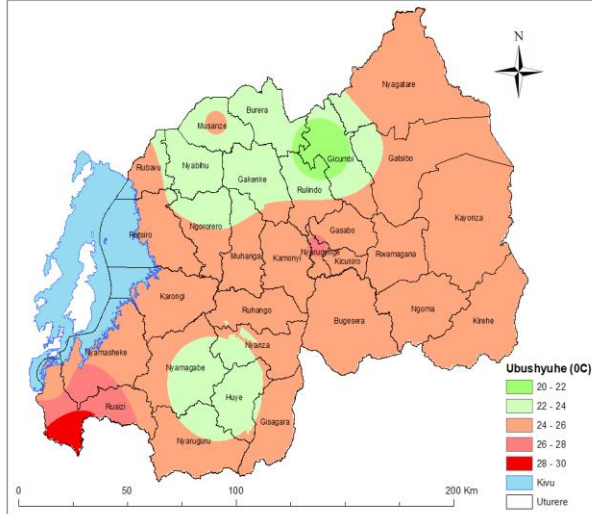 N
Nyagatare
Burera
Musanze
Gicumbi
Gatsibo
Rubavu
Nyabihu
Gakenke
Rulindo
Kayonza
Rutsiro
Ngororero
Gasabo
Muhanga
Kamonyi
Nyarugenge
Kicukiro
Rwamagana
Karongi
Ruhango
Bugesera
Ngoma
Kirehe
Nyamasheke
Nyanza
Nyamagabe
Huye
Rusizi
Gisagara
Nyaruguru
Ubushyuhe (0C)
20 - 22
22 - 24
24 - 26
26 - 28
28 - 30
Kivu
Uturere
0 50 100 200 Km